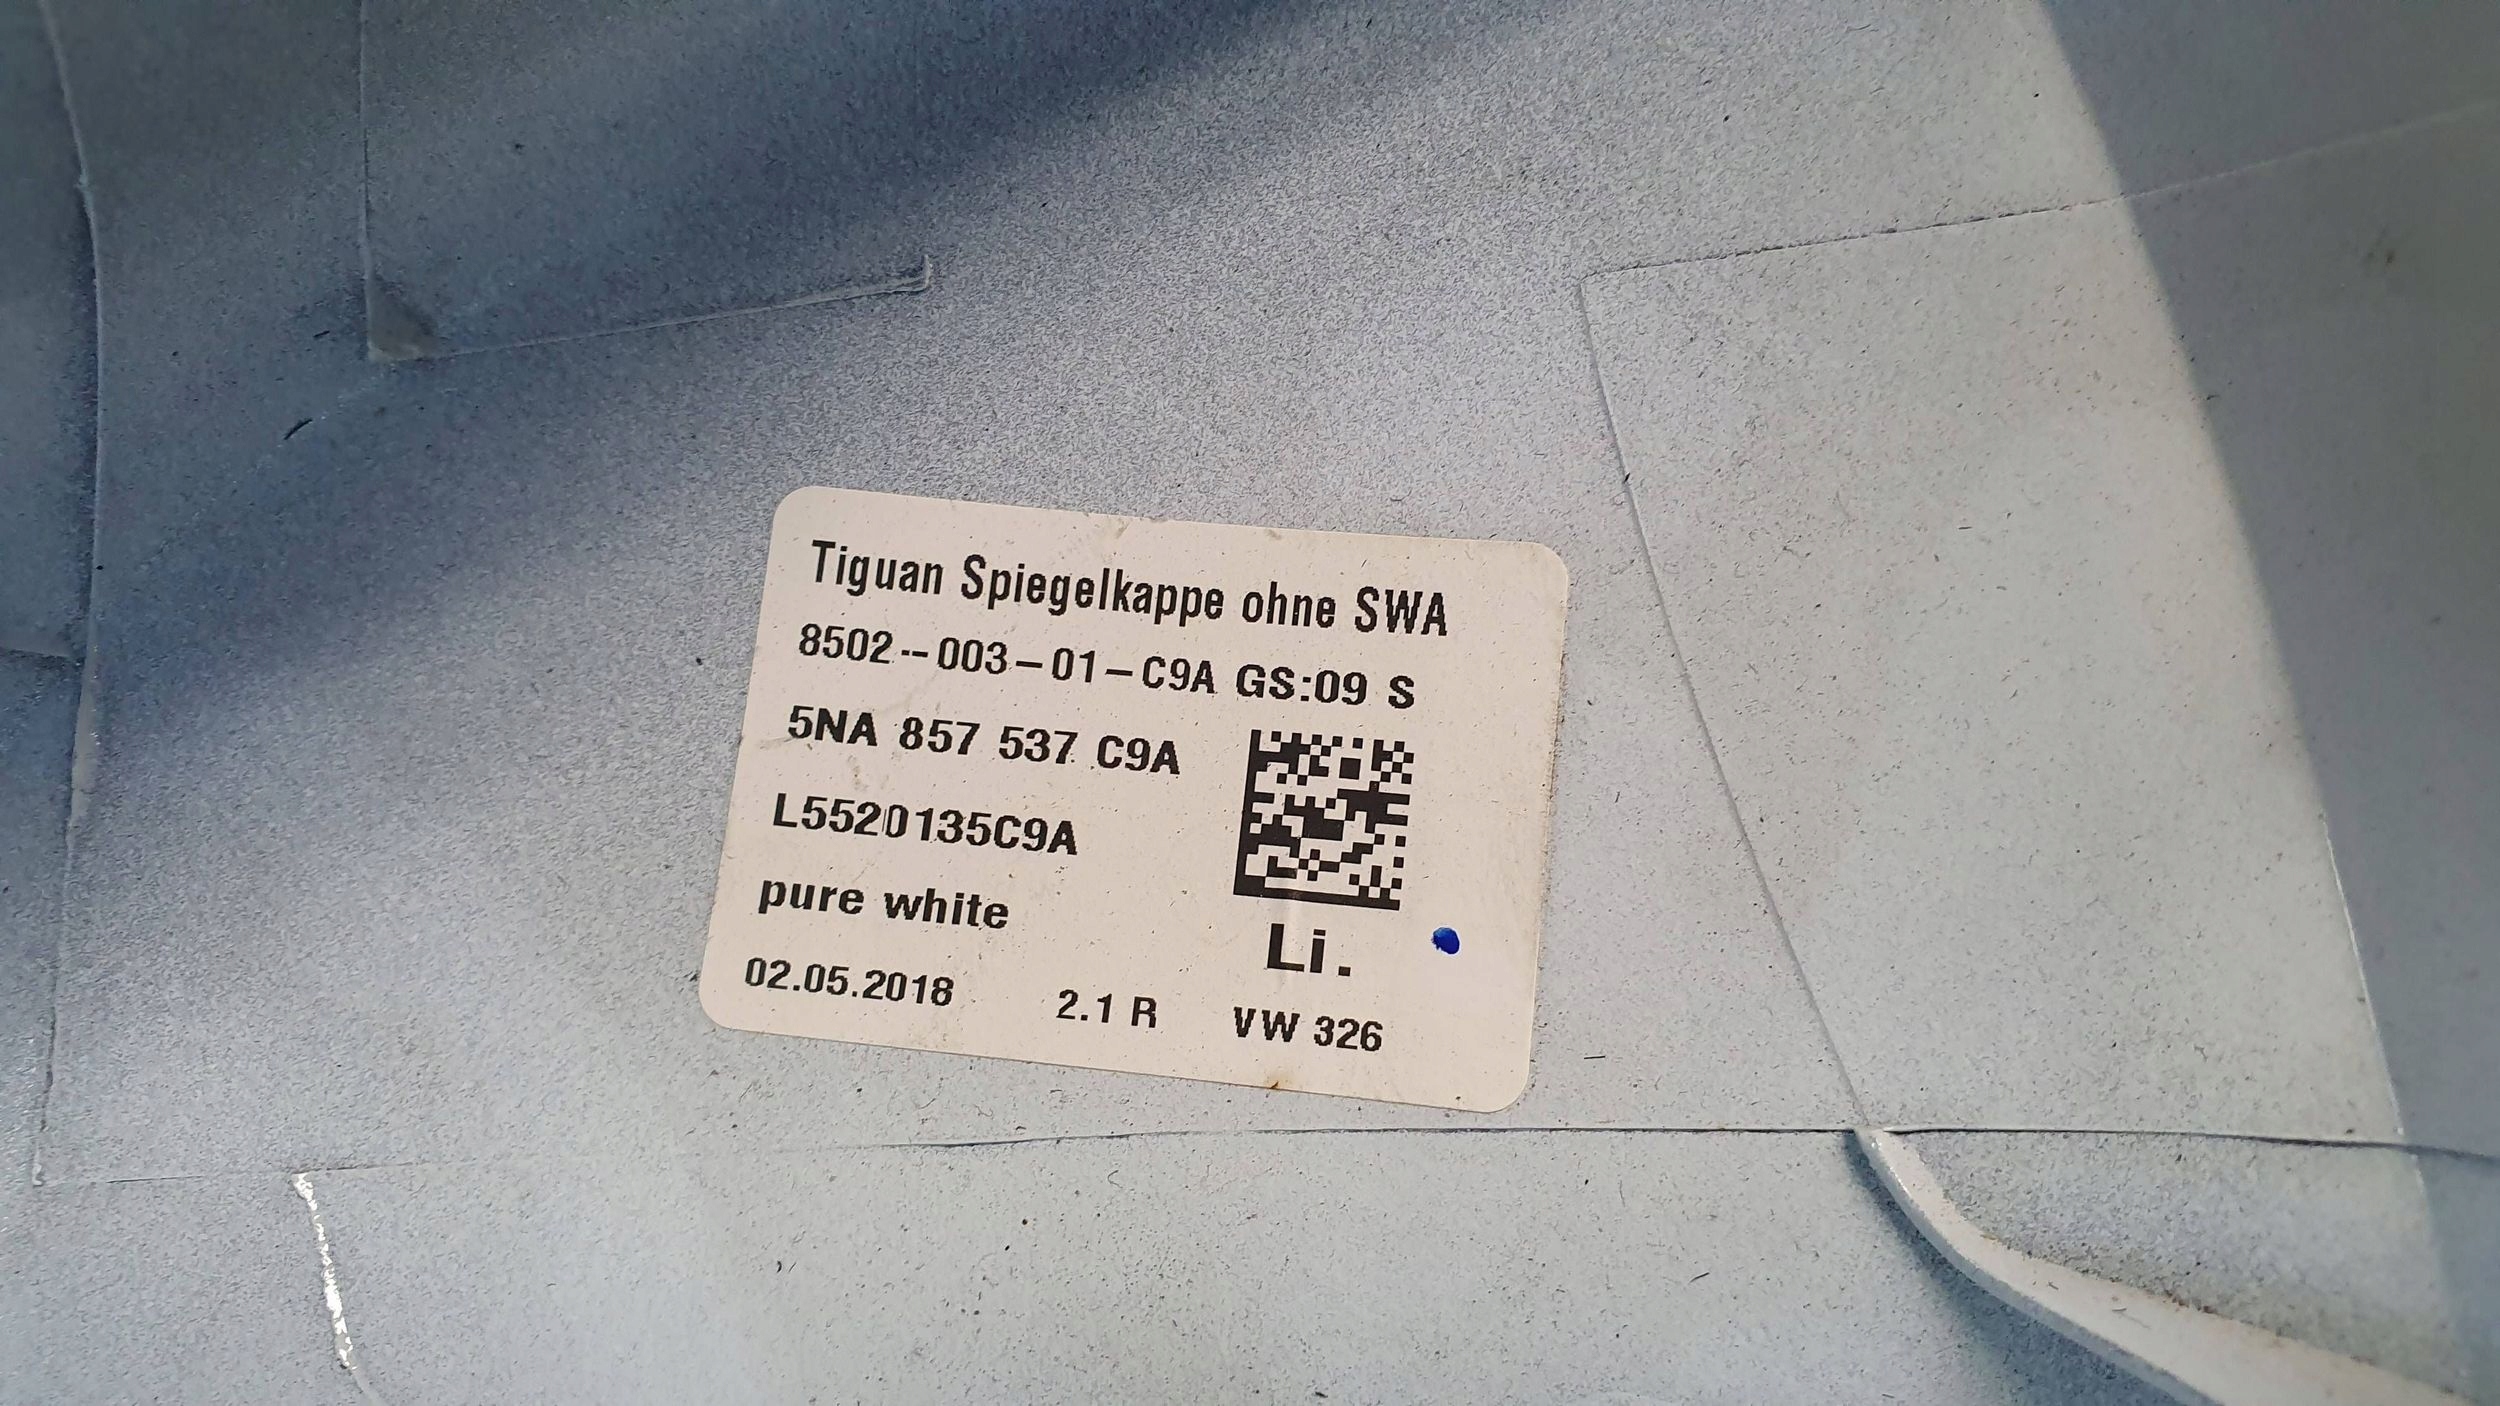 Tiguan Spiegelkappe ohne SWA
8502--003-01-C9A GS:09 S
5NA 857 537 C9A
L5520135C9A
pure white
Li.
02.05.2018 2.1 R VW 326